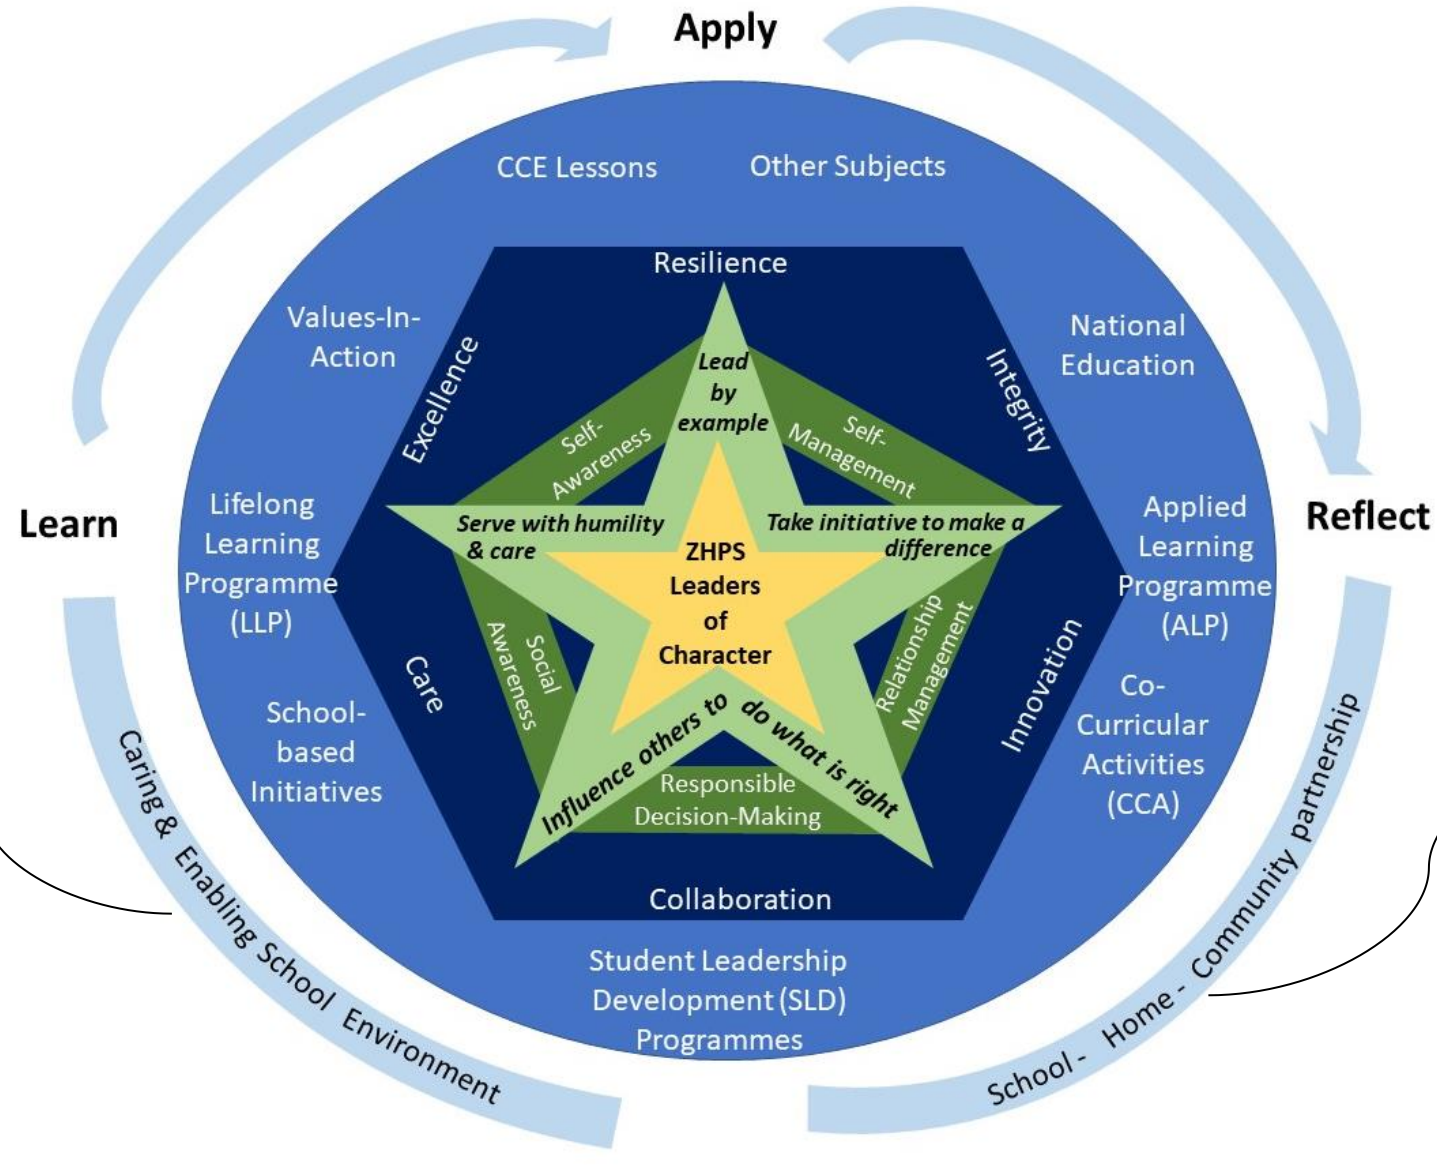 Apply
CCE Lessons
Other Subjects
Resilience
Values-In-
Action
National
Education
Excellence
Integrity
Lead
by
example
Self-
Awareness
Self-
Management
Learn
Reflect
Lifelong
Learning
Programme
(LLP)
Serve with humility
& care
Take initiative to make a
difference
ZHPS
Leaders
of
Character
Applied
Learning
Programme
(ALP)
Social
Awareness
Relationship
Management
Care
Innovation
School-
based
Initiatives
Co-
Curricular
Activities
(CCA)
Influence others to do what is right
Responsible
Decision-Making
Collaboration
Student Leadership
Development (SLD)
Programmes
Caring & Enabling School Environment
School - Home - Community partnership